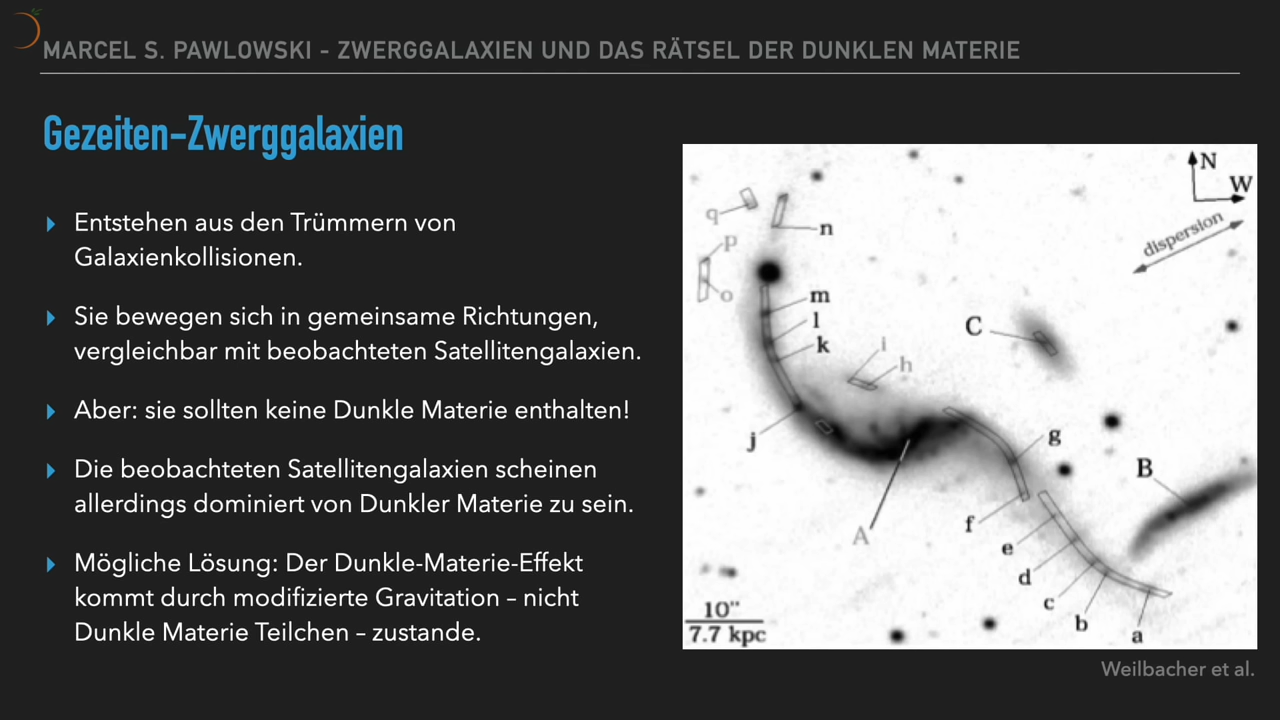 MARCEL S. PAWLOWSKI - ZWERGGALAXIEN UND DAS RÄTSEL DER DUNKLEN MATERIE
Gezeiten-Zwerggalaxien
Entstehen aus den Trümmern von
Galaxienkollisionen.
Sie bewegen sich in gemeinsame Richtungen,
vergleichbar mit beobachteten Satellitengalaxien.
Aber: sie sollten keine Dunkle Materie enthalten!
Die beobachteten Satellitengalaxien scheinen
allerdings dominiert von Dunkler Materie zu sein.
Mögliche Lösung: Der Dunkle-Materie-Effekt
kommt durch modifizierte Gravitation – nicht
Dunkle Materie Teilchen – zustande.
N
W
dispersion
q
n
p
o
m
l
k
i
h
C
j
g
B
f
A
e
d
c
b
a
10"
7.7 kpc
Weilbacher et al.